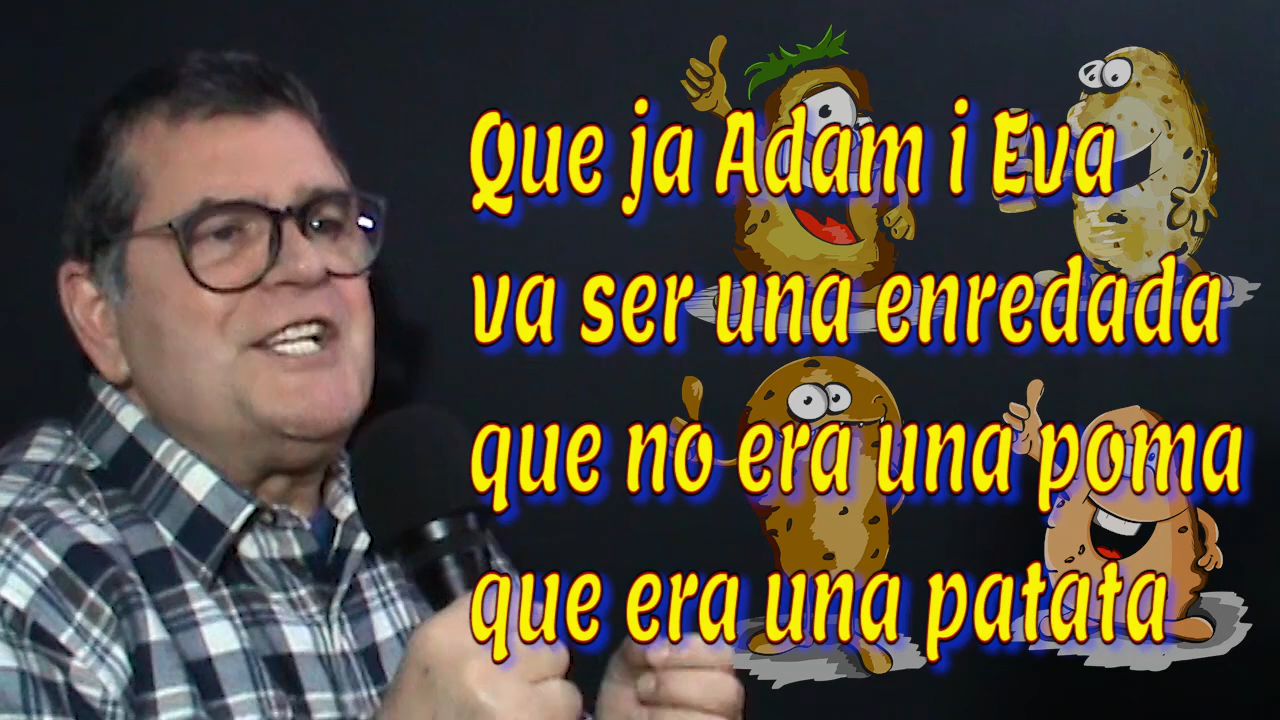 Que ja Adam i Eva
va ser una enredada
que no era una poma
que era una patata